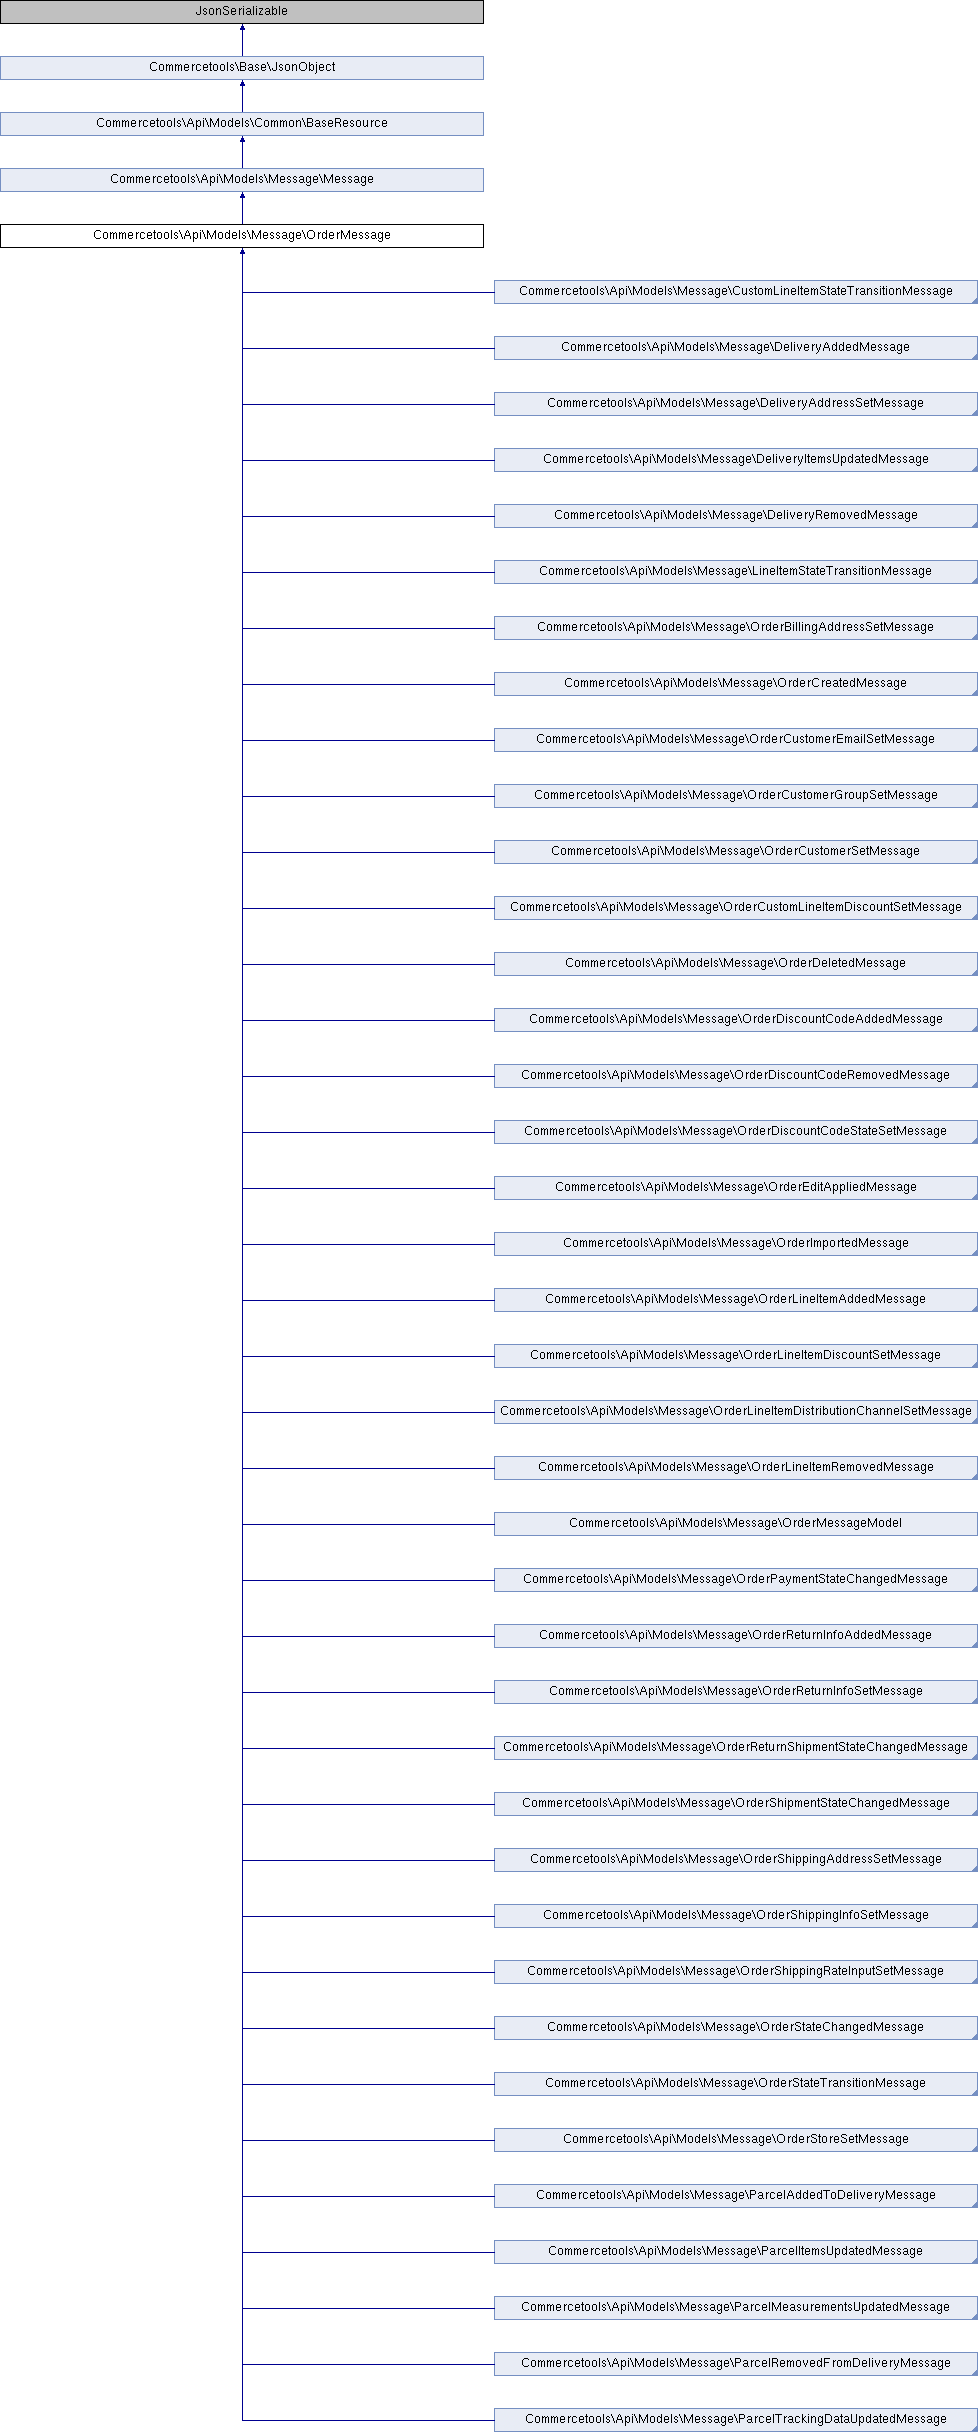 JsonSerializable
Commercetools\Base\JsonObject
Commercetools\Api\Models\Common\BaseResource
Commercetools\Api\Models\Message\Message
Commercetools\Api\Models\Message\OrderMessage
Commercetools\Api\Models\Message\CustomLineItemStateTransitionMessage
Commercetools\Api\Models\Message\DeliveryAddedMessage
Commercetools\Api\Models\Message\DeliveryAddressSetMessage
Commercetools\Api\Models\Message\DeliveryItemsUpdatedMessage
Commercetools\Api\Models\Message\DeliveryRemovedMessage
Commercetools\Api\Models\Message\LineItemStateTransitionMessage
Commercetools\Api\Models\Message\OrderBillingAddressSetMessage
Commercetools\Api\Models\Message\OrderCreatedMessage
Commercetools\Api\Models\Message\OrderCustomerEmailSetMessage
Commercetools\Api\Models\Message\OrderCustomerGroupSetMessage
Commercetools\Api\Models\Message\OrderCustomerSetMessage
Commercetools\Api\Models\Message\OrderCustomLineItemDiscountSetMessage
Commercetools\Api\Models\Message\OrderDeletedMessage
Commercetools\Api\Models\Message\OrderDiscountCodeAddedMessage
Commercetools\Api\Models\Message\OrderDiscountCodeRemovedMessage
Commercetools\Api\Models\Message\OrderDiscountCodeStateSetMessage
Commercetools\Api\Models\Message\OrderEditAppliedMessage
Commercetools\Api\Models\Message\OrderImportedMessage
Commercetools\Api\Models\Message\OrderLineItemAddedMessage
Commercetools\Api\Models\Message\OrderLineItemDiscountSetMessage
Commercetools\Api\Models\Message\OrderLineItemDistributionChannelSetMessage
Commercetools\Api\Models\Message\OrderLineItemRemovedMessage
Commercetools\Api\Models\Message\OrderMessageModel
Commercetools\Api\Models\Message\OrderPaymentStateChangedMessage
Commercetools\Api\Models\Message\OrderReturnInfoAddedMessage
Commercetools\Api\Models\Message\OrderReturnInfoSetMessage
Commercetools\Api\Models\Message\OrderReturnShipmentStateChangedMessage
Commercetools\Api\Models\Message\OrderShipmentStateChangedMessage
Commercetools\Api\Models\Message\OrderShippingAddressSetMessage
Commercetools\Api\Models\Message\OrderShippingInfoSetMessage
Commercetools\Api\Models\Message\OrderShippingRateInputSetMessage
Commercetools\Api\Models\Message\OrderStateChangedMessage
Commercetools\Api\Models\Message\OrderStateTransitionMessage
Commercetools\Api\Models\Message\OrderStoreSetMessage
Commercetools\Api\Models\Message\ParcelAddedToDeliveryMessage
Commercetools\Api\Models\Message\ParcelItemsUpdatedMessage
Commercetools\Api\Models\Message\ParcelMeasurementsUpdatedMessage
Commercetools\Api\Models\Message\ParcelRemovedFromDeliveryMessage
Commercetools\Api\Models\Message\ParcelTrackingDataUpdatedMessage